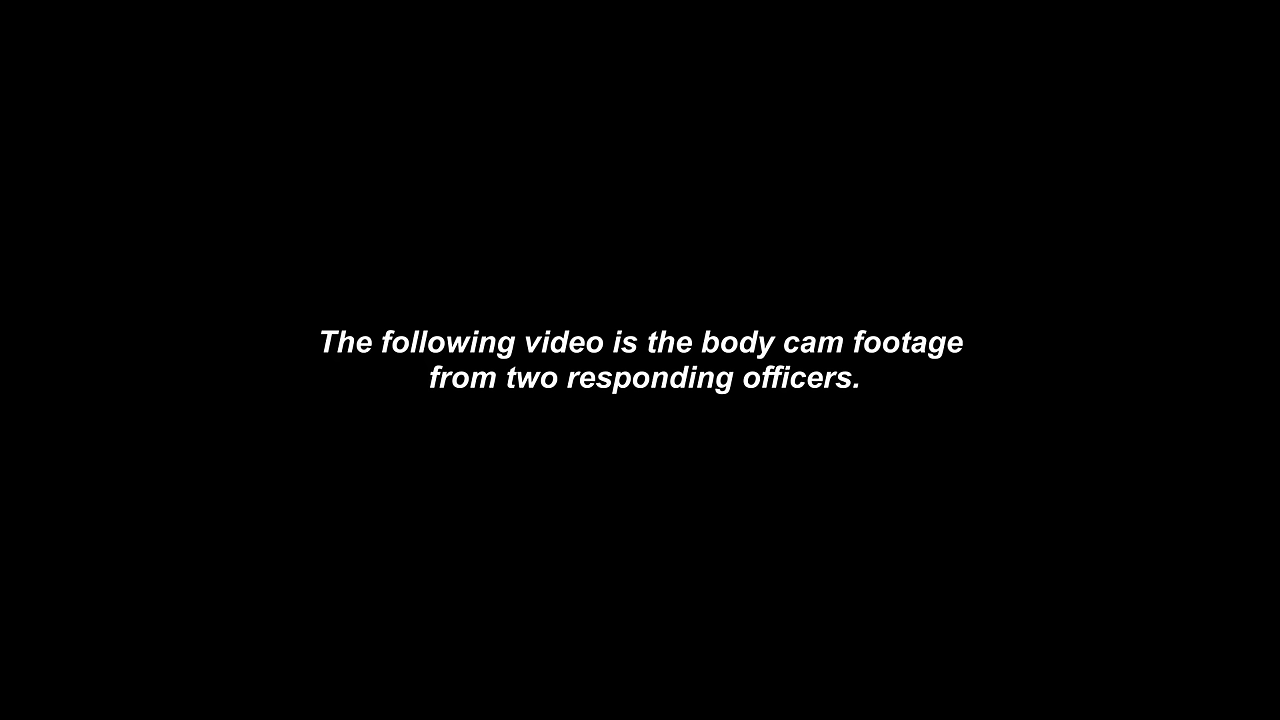 The following video is the body cam footage
from two responding officers.